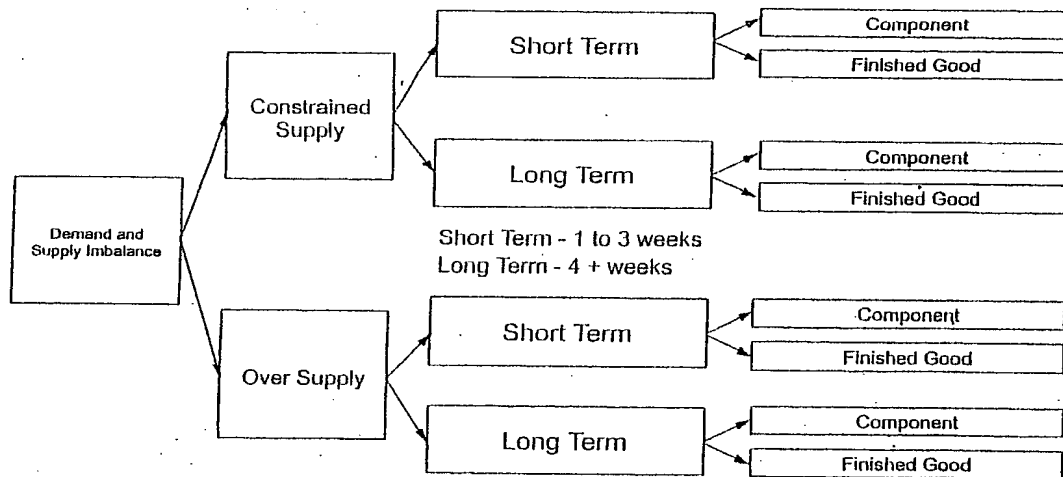 Short Term
Component
Finished Good
Constrained
Supply
Long Term
Component
Finished Good
Demand and
Supply Imbalance
Short Term - 1 to 3 weeks
Long Term - 4 + weeks
Short Term
Component
Finished Good
Over Supply
Long Term
Component
Finished Good